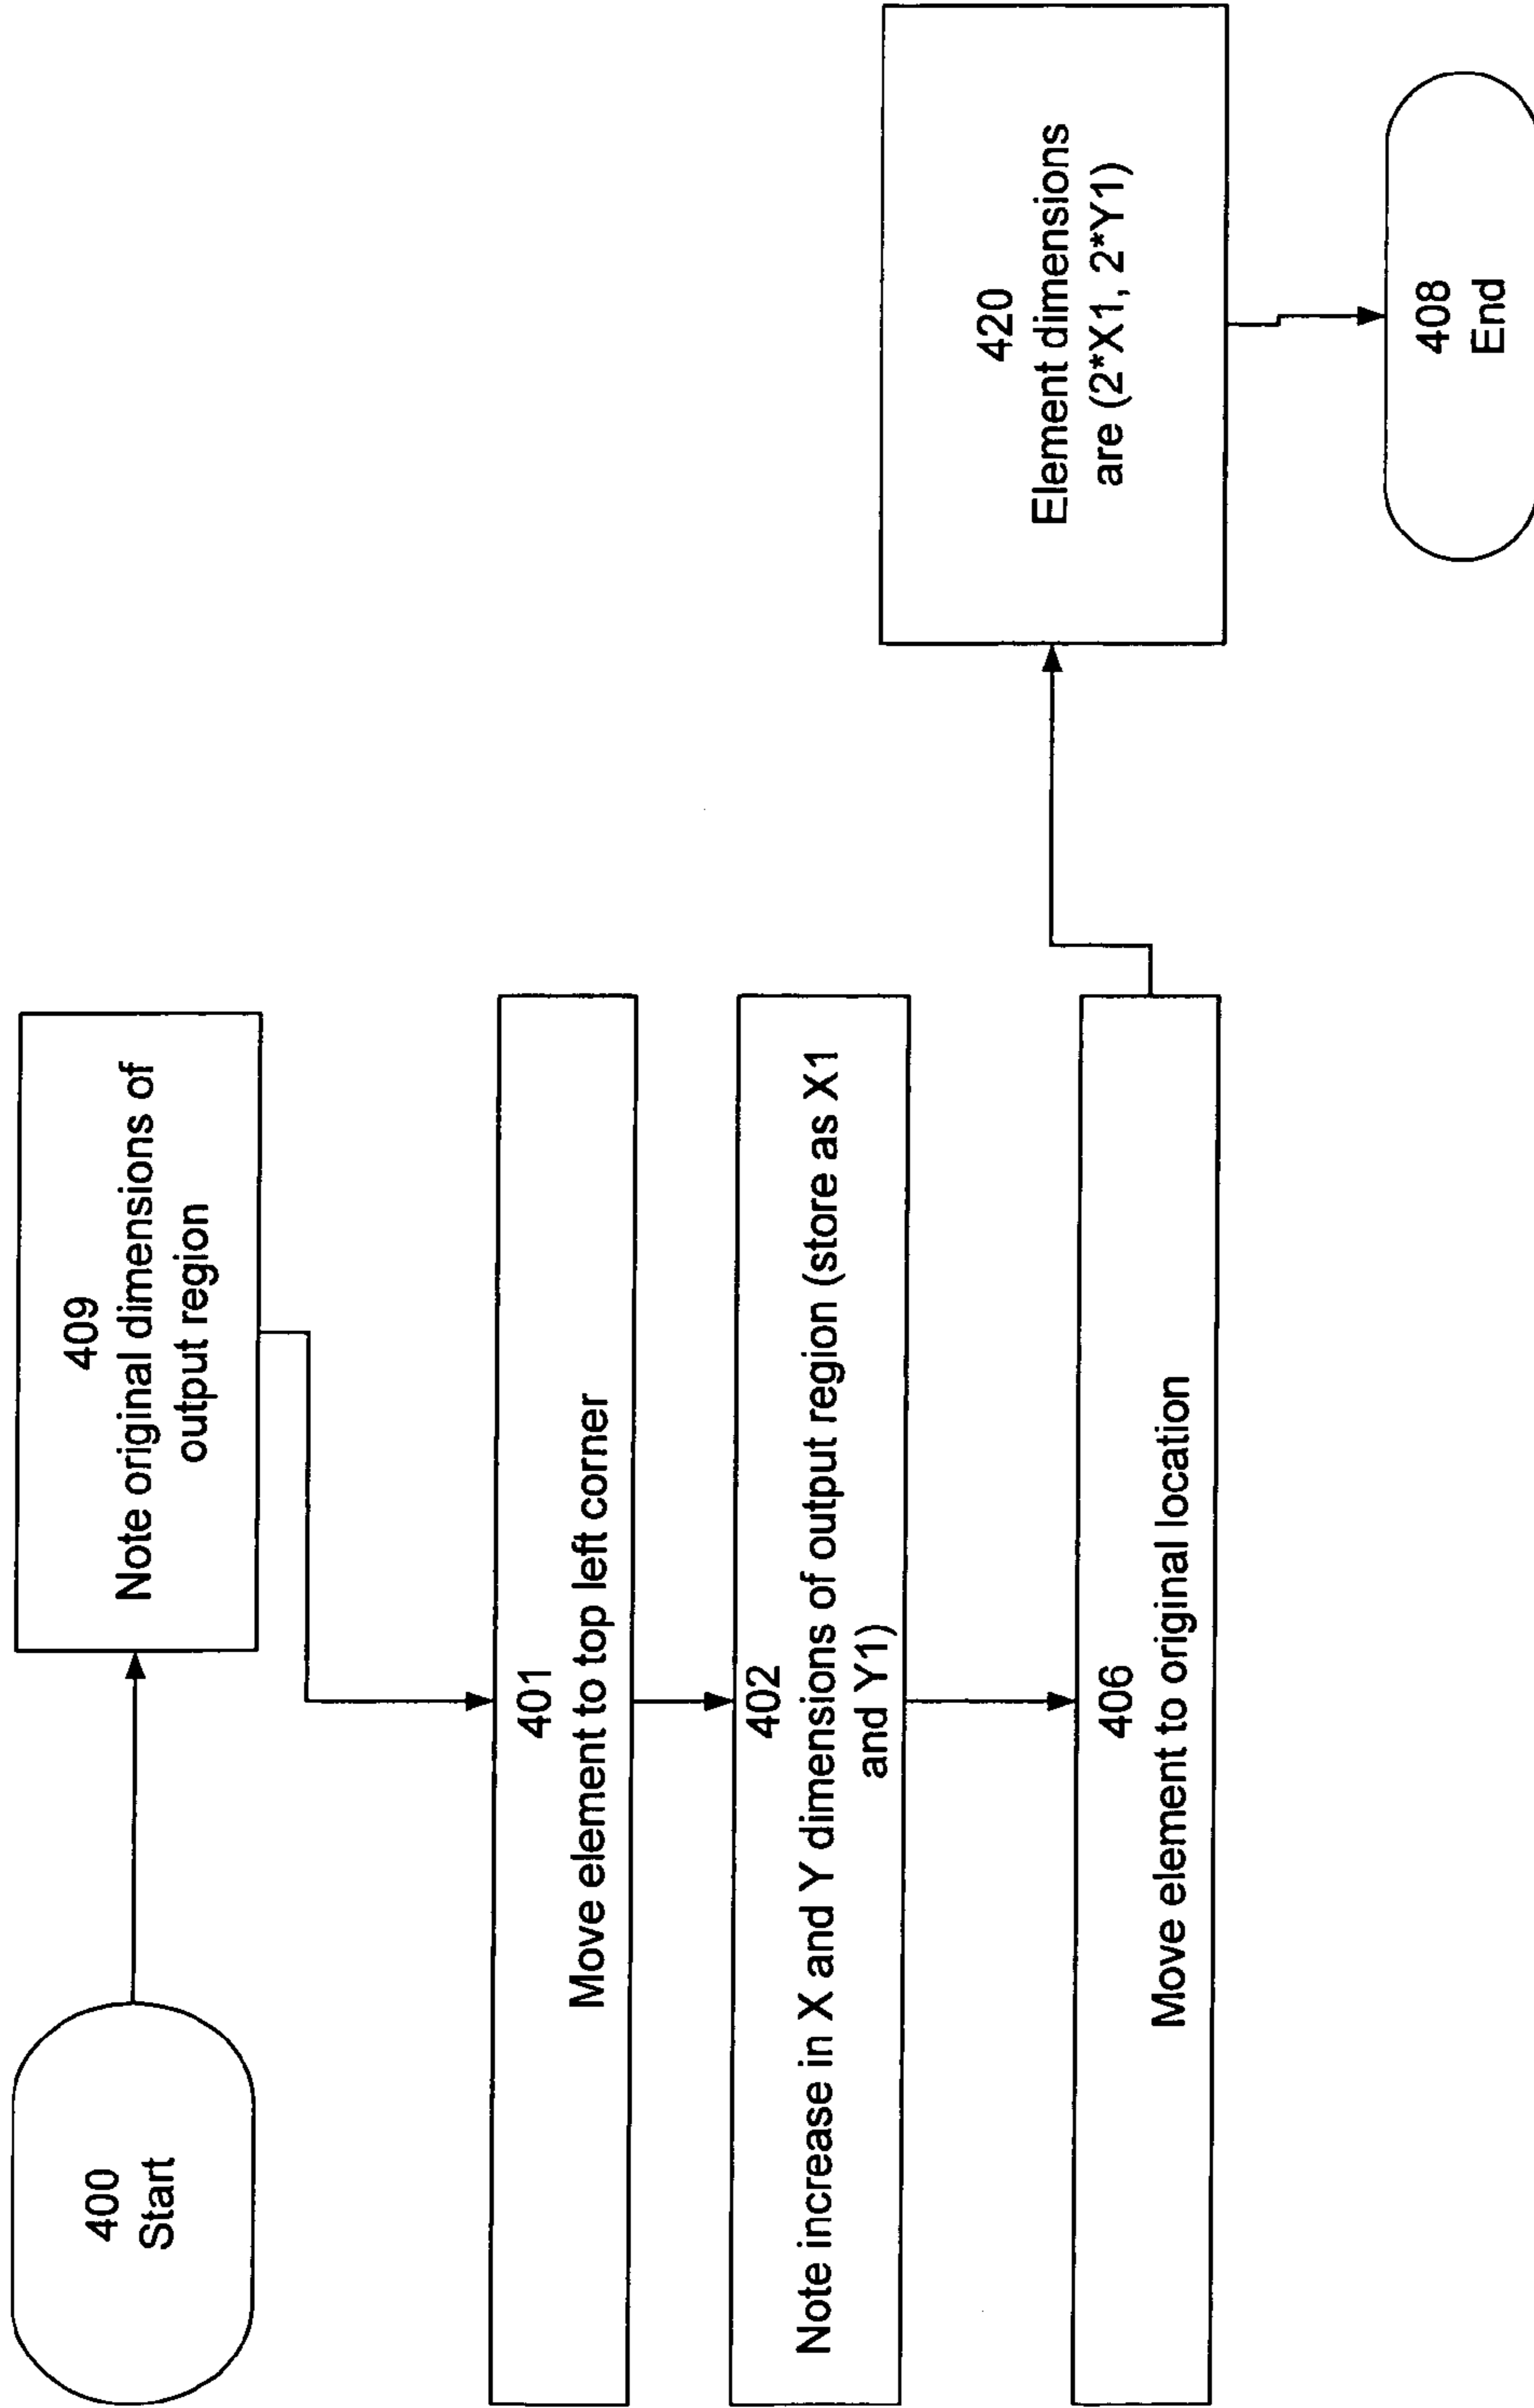 400
Start
409
Note original dimensions of
output region
401
Move element to top left corner
402
Note increase in X and Y dimensions of output region (store as X1
and Y1)
406
Move element to original location
420
Element dimensions
are (2*X1, 2*Y1)
408
End